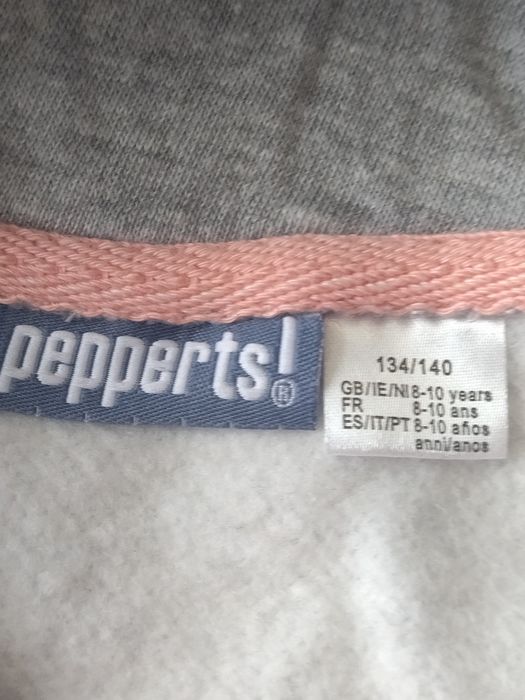 pepperts!®
134/140
GB/IE/NI 8-10 years
FR 8-10 ans
ES/IT/PT 8-10 años
anni/anos